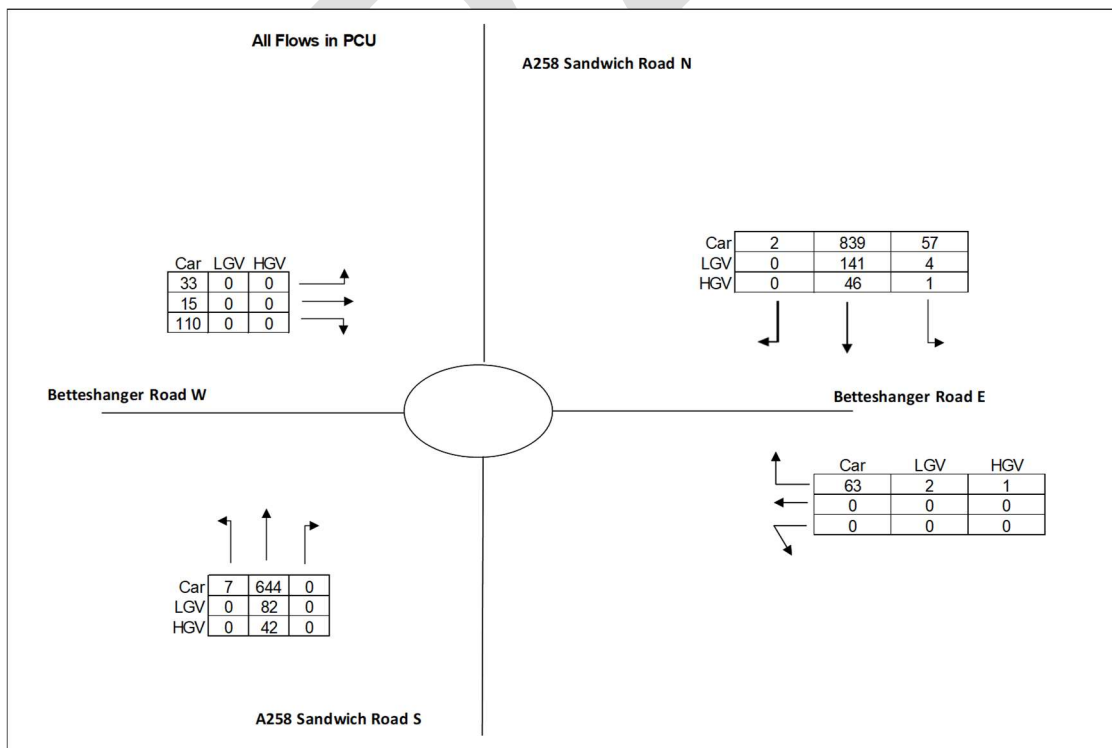 All Flows in PCU
A258 Sandwich Road N
Car 2 839 57
LGV 0 141 4
HGV 0 46 1
Car LGV HGV
33 0 0
15 0 0
110 0 0
Betteshanger Road W
Betteshanger Road E
Car LGV HGV
63 2 1
0 0 0
0 0 0
Car 7 644 0
LGV 0 82 0
HGV 0 42 0
A258 Sandwich Road S